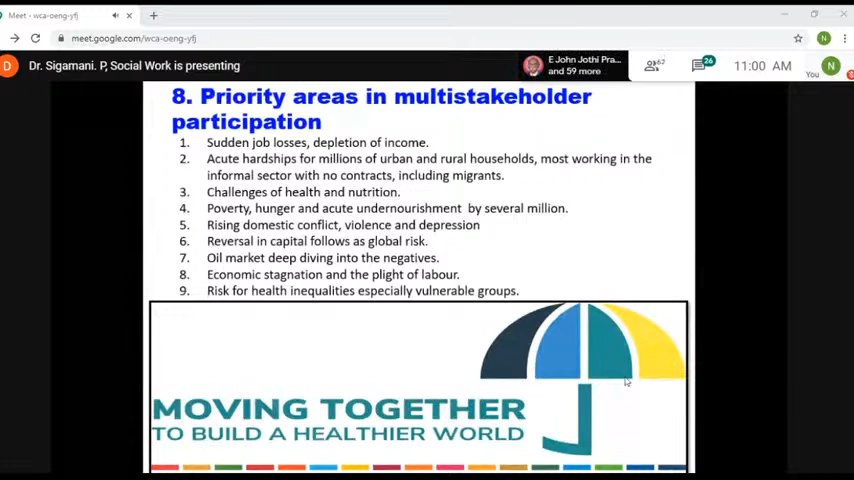 Meet - wca-oeng-yfj
meet.google.com/wca-oeng-yfj
N
D
Dr. Sigamani. P, Social Work is presenting
E John Jothi Pra...
and 59 more
62
26
11:00 AM
You
N
8. Priority areas in multistakeholder
participation
1. Sudden job losses, depletion of income.
2. Acute hardships for millions of urban and rural households, most working in the
informal sector with no contracts, including migrants.
3. Challenges of health and nutrition.
4. Poverty, hunger and acute undernourishment by several million.
5. Rising domestic conflict, violence and depression
6. Reversal in capital follows as global risk.
7. Oil market deep diving into the negatives.
8. Economic stagnation and the plight of labour.
9. Risk for health inequalities especially vulnerable groups.
MOVING TOGETHER
TO BUILD A HEALTHIER WORLD